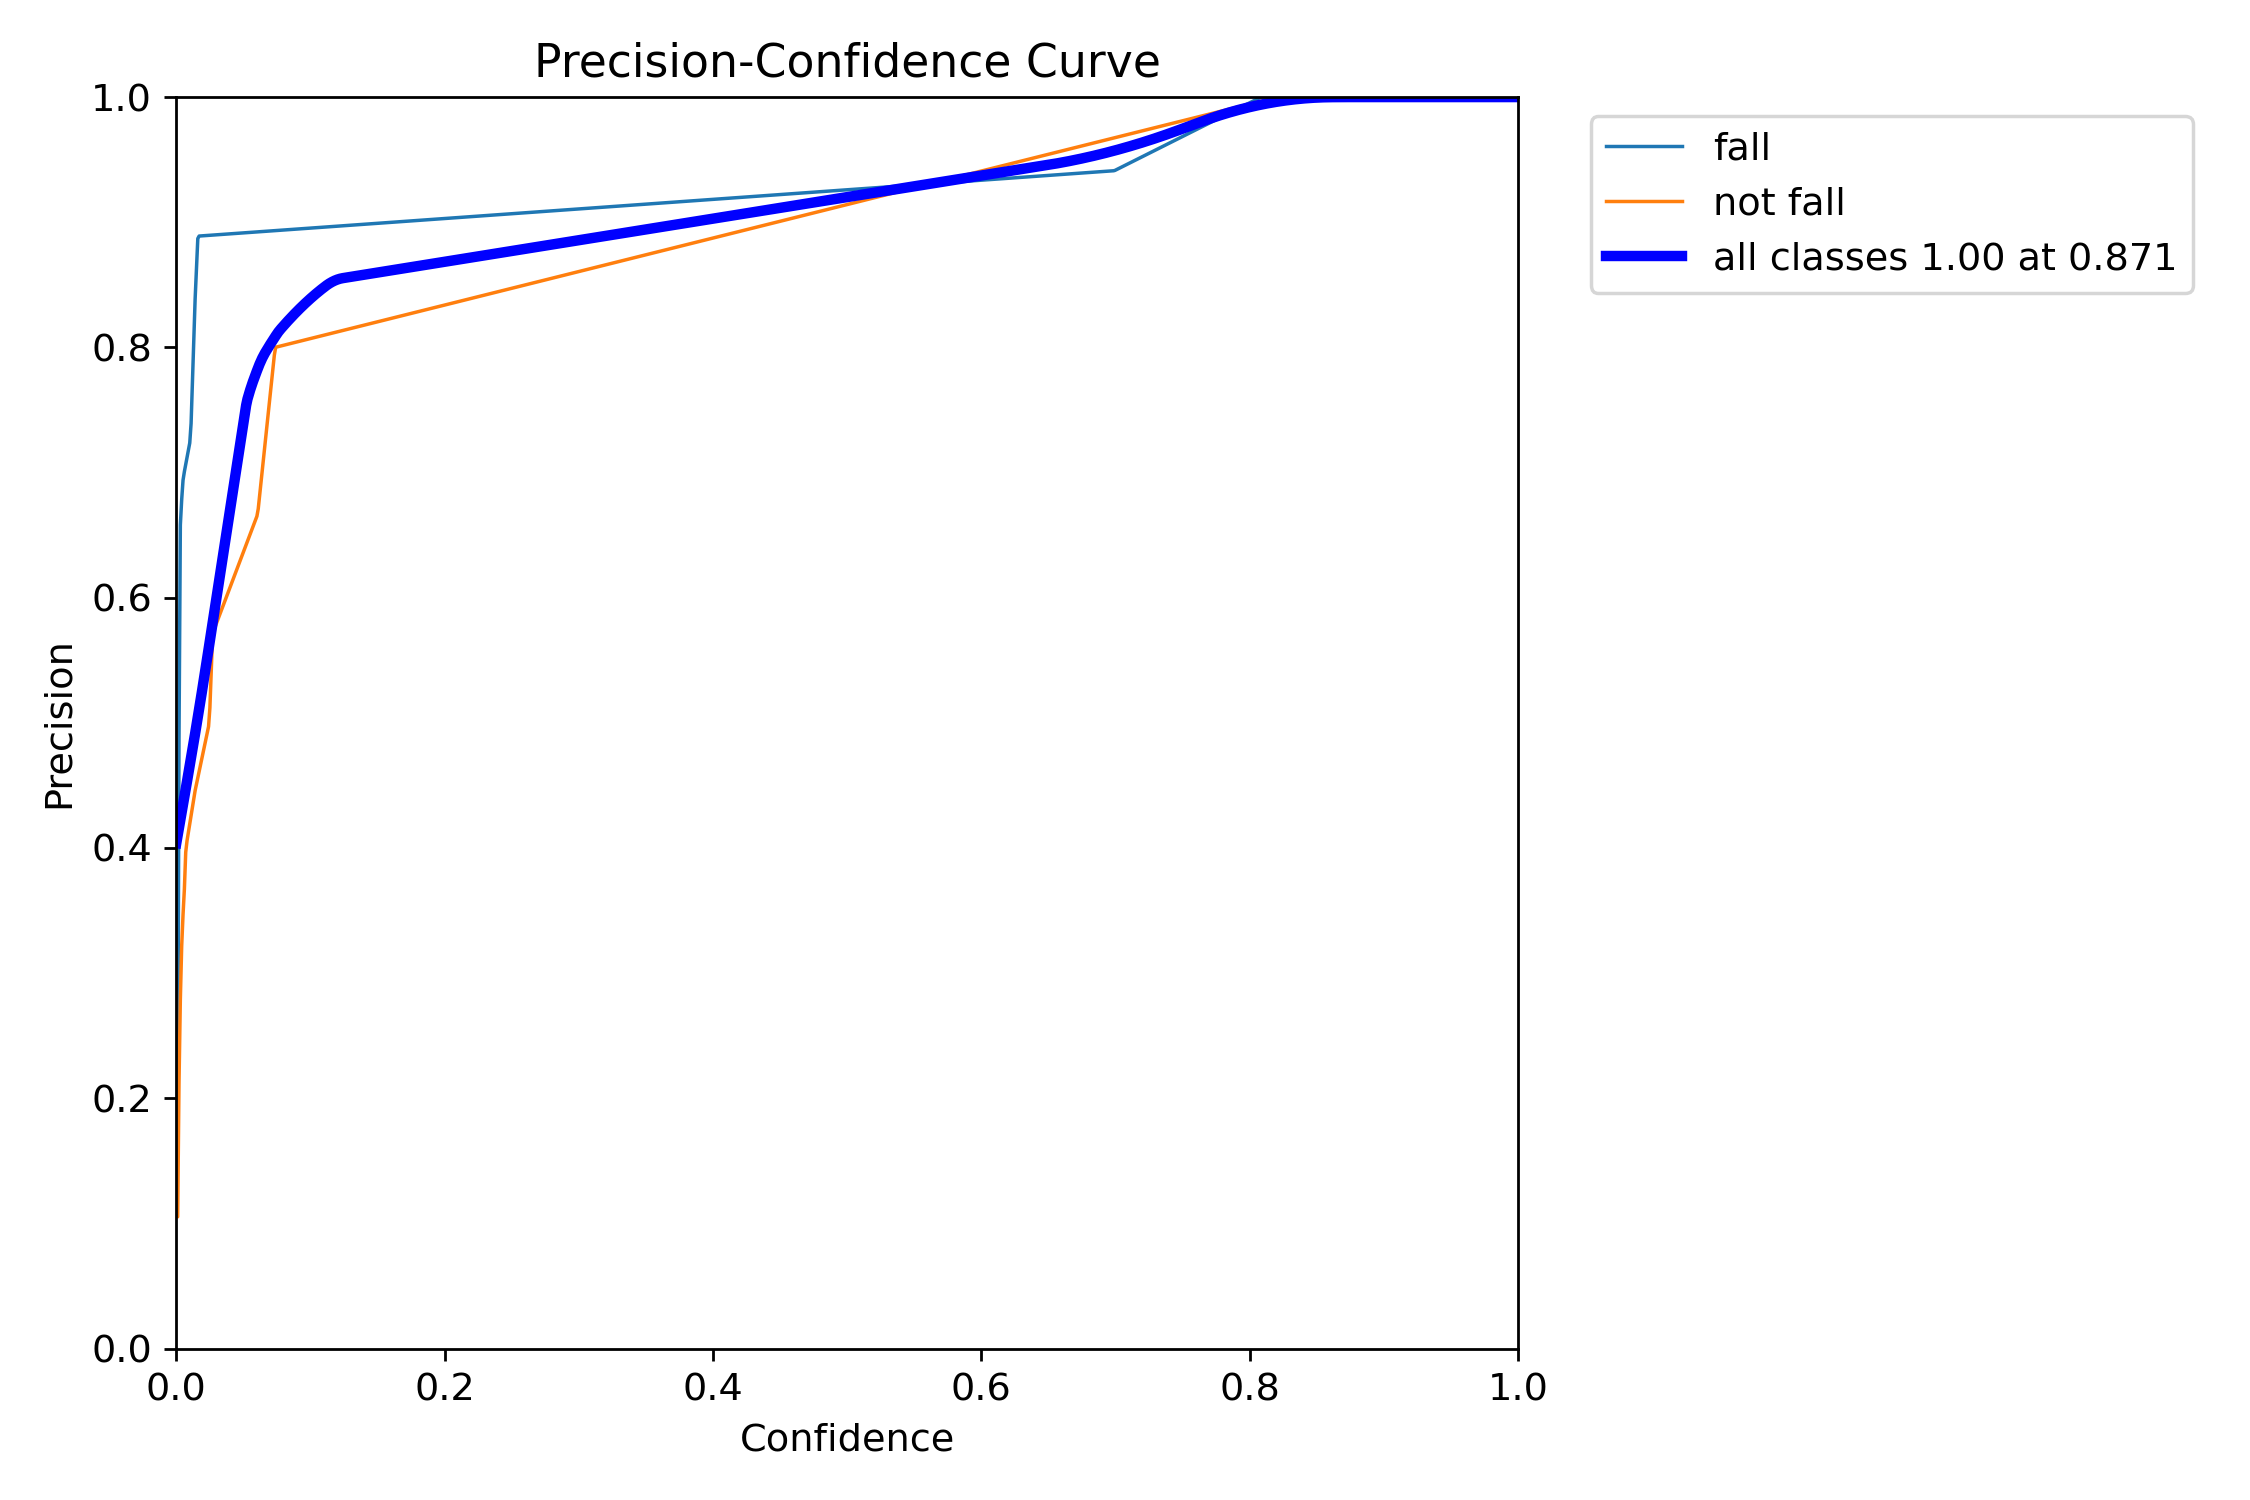 Precision-Confidence Curve
1.0
0.8
0.6
0.4
0.2
0.0
Precision
0.0 0.2 0.4 0.6 0.8 1.0
Confidence
fall
not fall
all classes 1.00 at 0.871